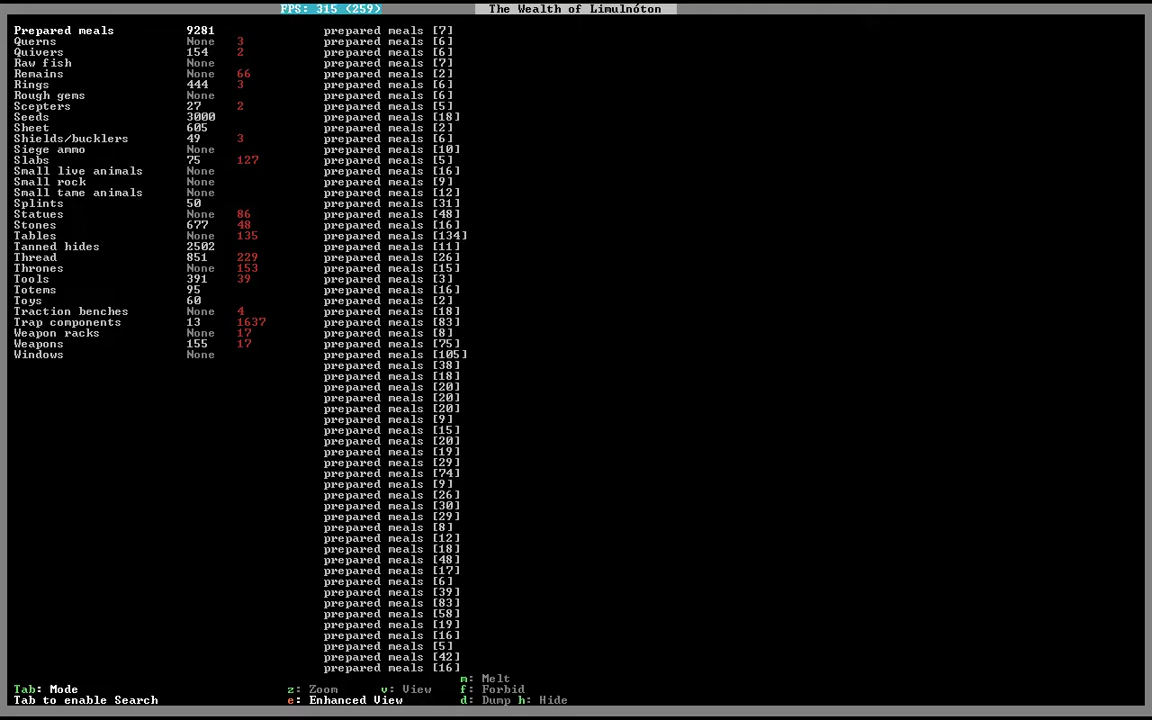 FPS: 315 (259) The Wealth of Limulnóton
Prepared meals 9281 prepared meals [7]
Querns None 3 prepared meals [6]
Quivers 154 2 prepared meals [6]
Raw fish None prepared meals [7]
Remains None 66 prepared meals [2]
Rings 444 3 prepared meals [6]
Rough gems None prepared meals [6]
Scepters 27 2 prepared meals [5]
Seeds 3000 prepared meals [18]
Sheet 605 prepared meals [2]
Shields/bucklers 49 3 prepared meals [6]
Siege ammo None prepared meals [10]
Slabs 75 127 prepared meals [5]
Small live animals None prepared meals [16]
Small rock None prepared meals [9]
Small tame animals None prepared meals [12]
Splints 50 prepared meals [31]
Statues None 86 prepared meals [48]
Stones 677 48 prepared meals [16]
Tables None 135 prepared meals [134]
Tanned hides 2502 prepared meals [11]
Thread 851 229 prepared meals [26]
Thrones None 153 prepared meals [15]
Tools 391 39 prepared meals [3]
Totems 95 prepared meals [16]
Toys 60 prepared meals [2]
Traction benches None 4 prepared meals [18]
Trap components 13 1637 prepared meals [83]
Weapon racks None 17 prepared meals [8]
Weapons 155 17 prepared meals [75]
Windows None prepared meals [105]
prepared meals [38]
prepared meals [18]
prepared meals [20]
prepared meals [20]
prepared meals [20]
prepared meals [9]
prepared meals [15]
prepared meals [20]
prepared meals [19]
prepared meals [29]
prepared meals [74]
prepared meals [9]
prepared meals [26]
prepared meals [30]
prepared meals [29]
prepared meals [8]
prepared meals [12]
prepared meals [18]
prepared meals [48]
prepared meals [17]
prepared meals [6]
prepared meals [39]
prepared meals [83]
prepared meals [58]
prepared meals [19]
prepared meals [16]
prepared meals [5]
prepared meals [42]
prepared meals [16]
m: Melt
Tab: Mode z: Zoom v: View f: Forbid
Tab to enable Search e: Enhanced View d: Dump h: Hide